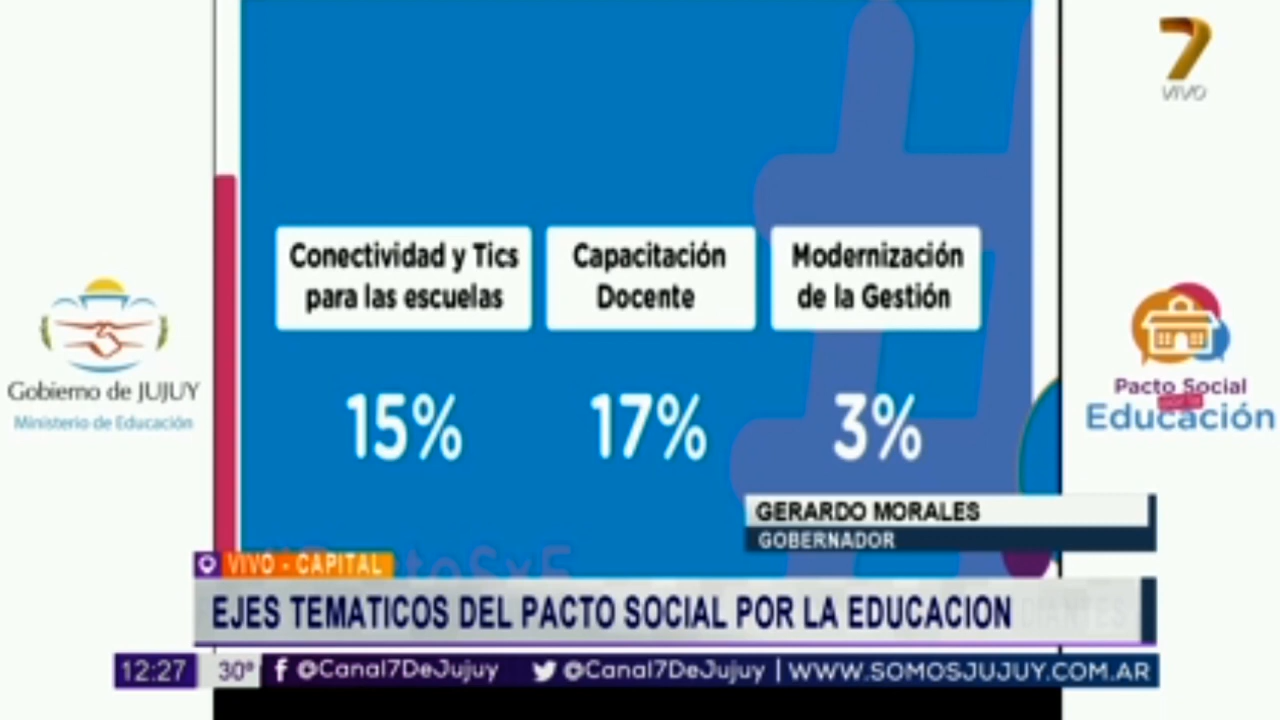 7
VIVO
Conectividad y Tics
para las escuelas
Capacitación
Docente
Modernización
de la Gestión
15%
17%
3%
Gobierno de JUJUY
Ministerio de Educación
Pacto Social
Educación
GERARDO MORALES
GOBERNADOR
VIVO - CAPITAL
EJES TEMATICOS DEL PACTO SOCIAL POR LA EDUCACION
12:27 30° @Canal7DeJujuy @Canal7DeJujuy | WWW.SOMOSJUJUY.COM.AR